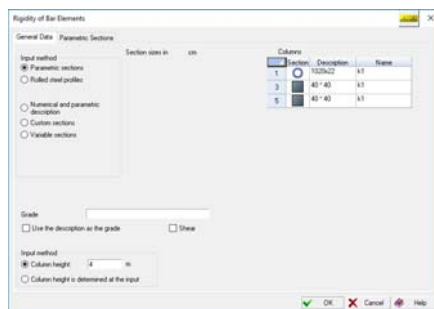 Rigidity of Bar Elements
General Data Parametric Sections
Input method
Parametric sections
Rolled steel profiles
Numerical and parametric
description
Custom sections
Variable sections
Section sizes in cm
Columns
Section Description Name
1 1020x22 k1
3 40 * 40 k1
5 40 * 40 k1
Grade
Use the description as the grade Shear
Input method
Column height 4 m
Column height is determined at the input
OK Cancel Help